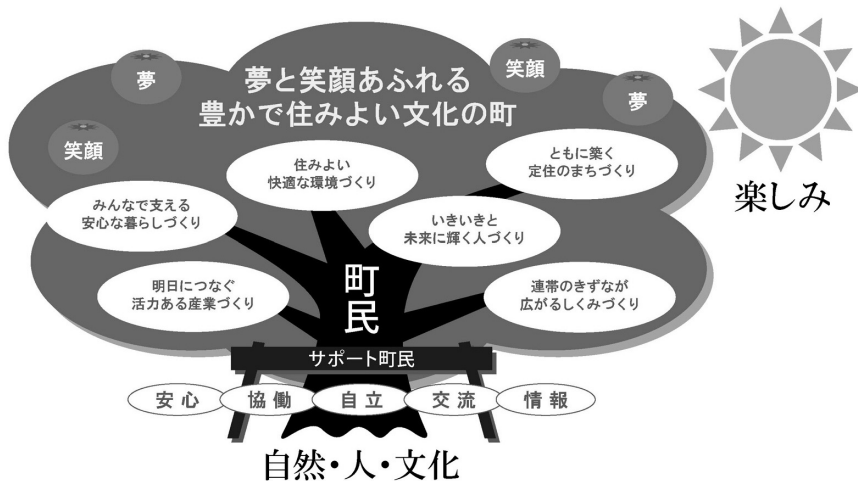 夢
笑顔
夢
笑顔
夢と笑顔あふれる
豊かで住みよい文化の町
楽しみ
住みよい
快適な環境づくり
ともに築く
定住のまちづくり
みんなで支える
安心な暮らしづくり
いきいきと
未来に輝く人づくり
明日につなぐ
活力ある産業づくり
連帯のきずなが
広がるしくみづくり
町民
サポート町民
安心
協働
自立
交流
情報
自然・人・文化